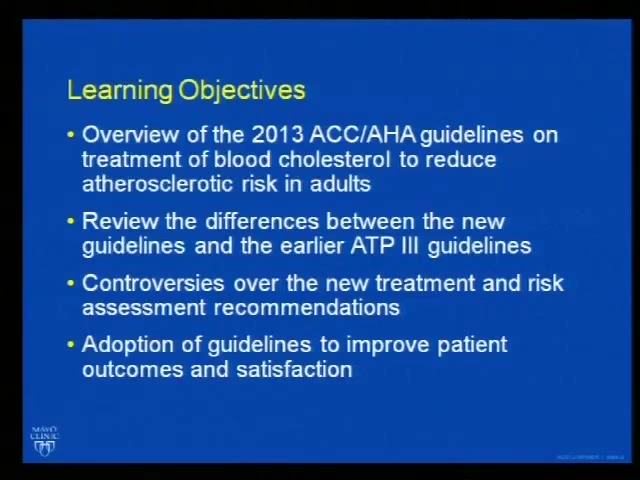 Learning Objectives
• Overview of the 2013 ACC/AHA guidelines on
treatment of blood cholesterol to reduce
atherosclerotic risk in adults
• Review the differences between the new
guidelines and the earlier ATP III guidelines
• Controversies over the new treatment and risk
assessment recommendations
• Adoption of guidelines to improve patient
outcomes and satisfaction
MAYO
CLINIC